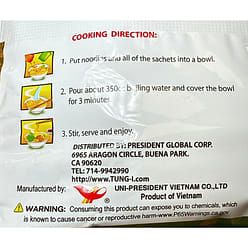 COOKING DIRECTION:
1. Put noodles and all of the sachets into a bowl.
2. Pour about 350cc boiling water and cover the bowl
for 3 minutes.
3. Stir, serve and enjoy.
DISTRIBUTED BY: PRESIDENT GLOBAL CORP.
6965 ARAGON CIRCLE, BUENA PARK.
CA 90620
TEL: 714-9942990
http://www.TUNG-I.com
Manufactured by:
UNI-PRESIDENT VIETNAM CO.,LTD
Product of Vietnam
WARNING: Consuming this product can expose you to chemicals, which
is known to cause cancer or reproductive harm-www.P65Warnings.ca.gov.